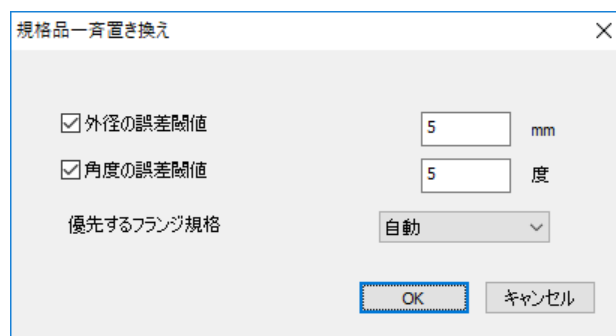 規格品一斉置き換え
外径の誤差閾値 5 mm
角度の誤差閾値 5 度
優先するフランジ規格 自動
OK キャンセル